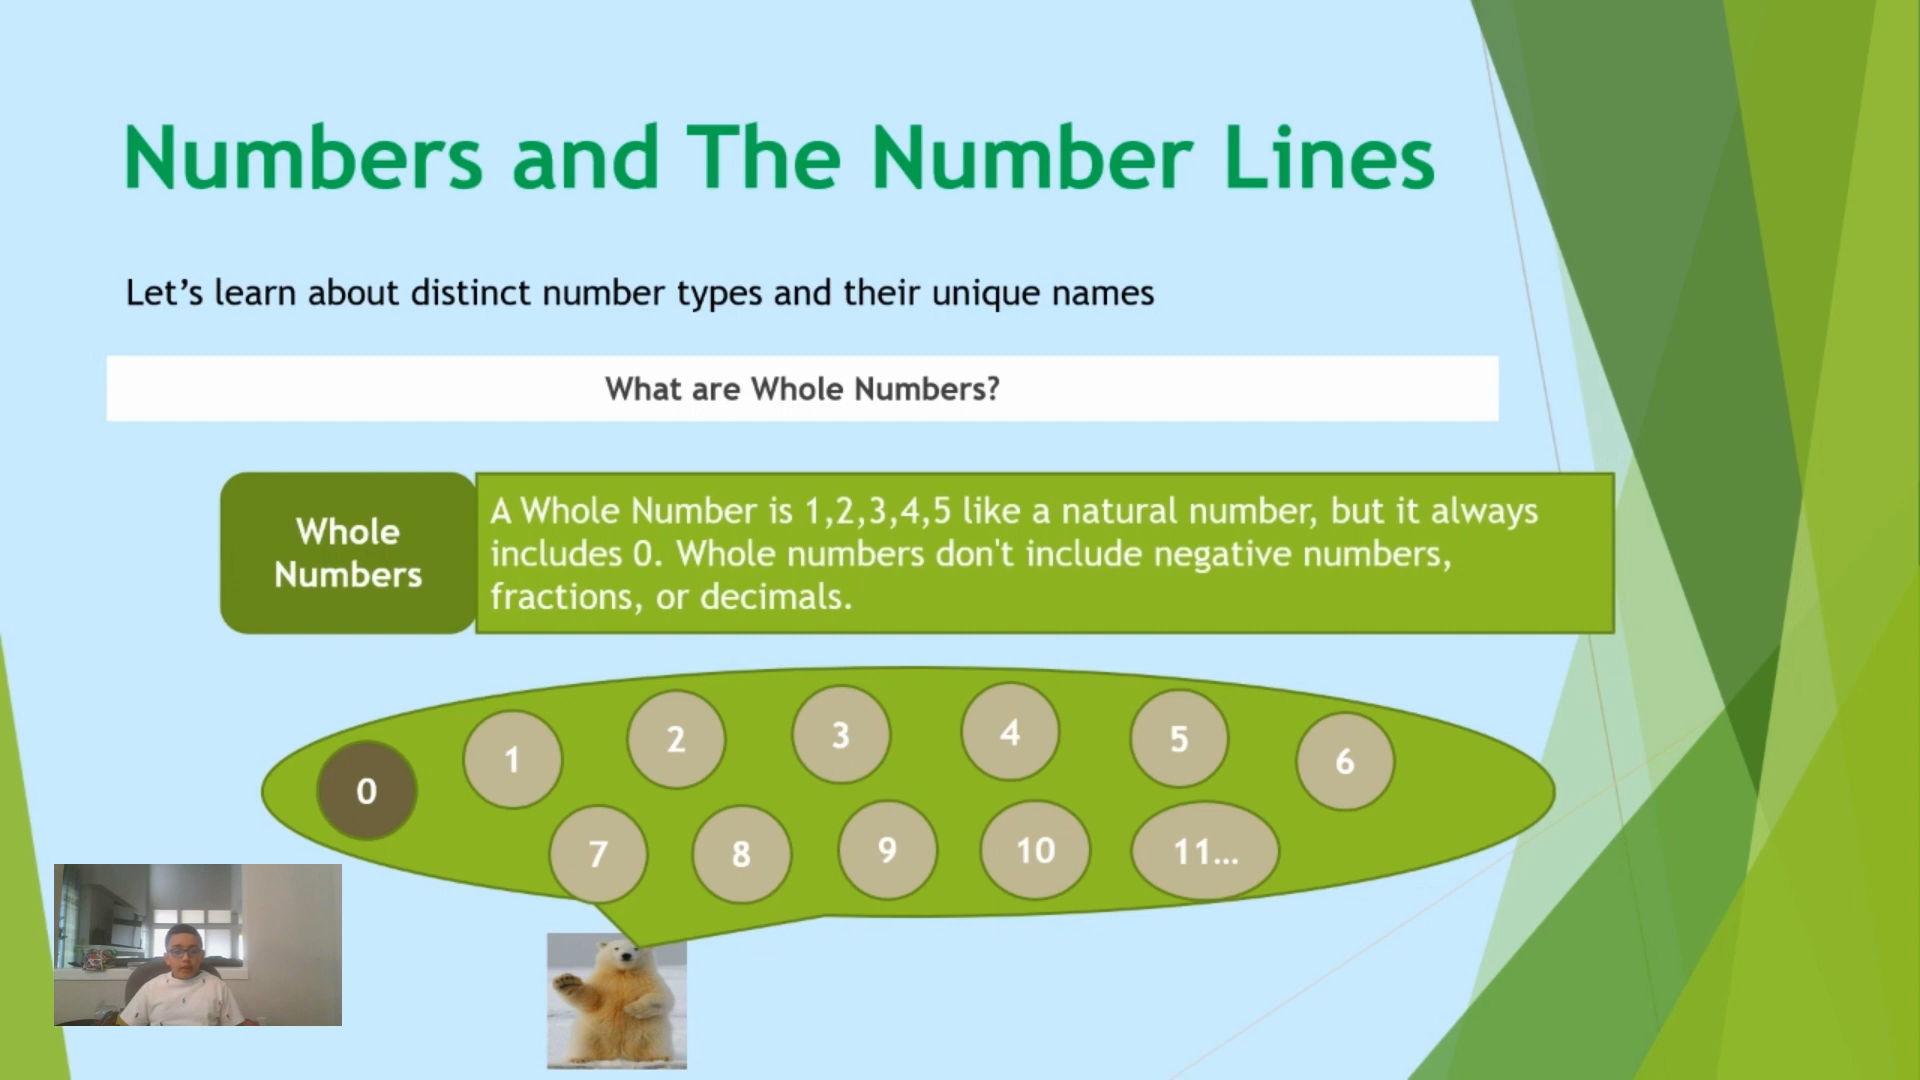 Numbers and The Number Lines
Let’s learn about distinct number types and their unique names
What are Whole Numbers?
Whole
Numbers
A Whole Number is 1,2,3,4,5 like a natural number, but it always
includes 0. Whole numbers don't include negative numbers,
fractions, or decimals.
0 1 2 3 4 5 6
7 8 9 10 11...